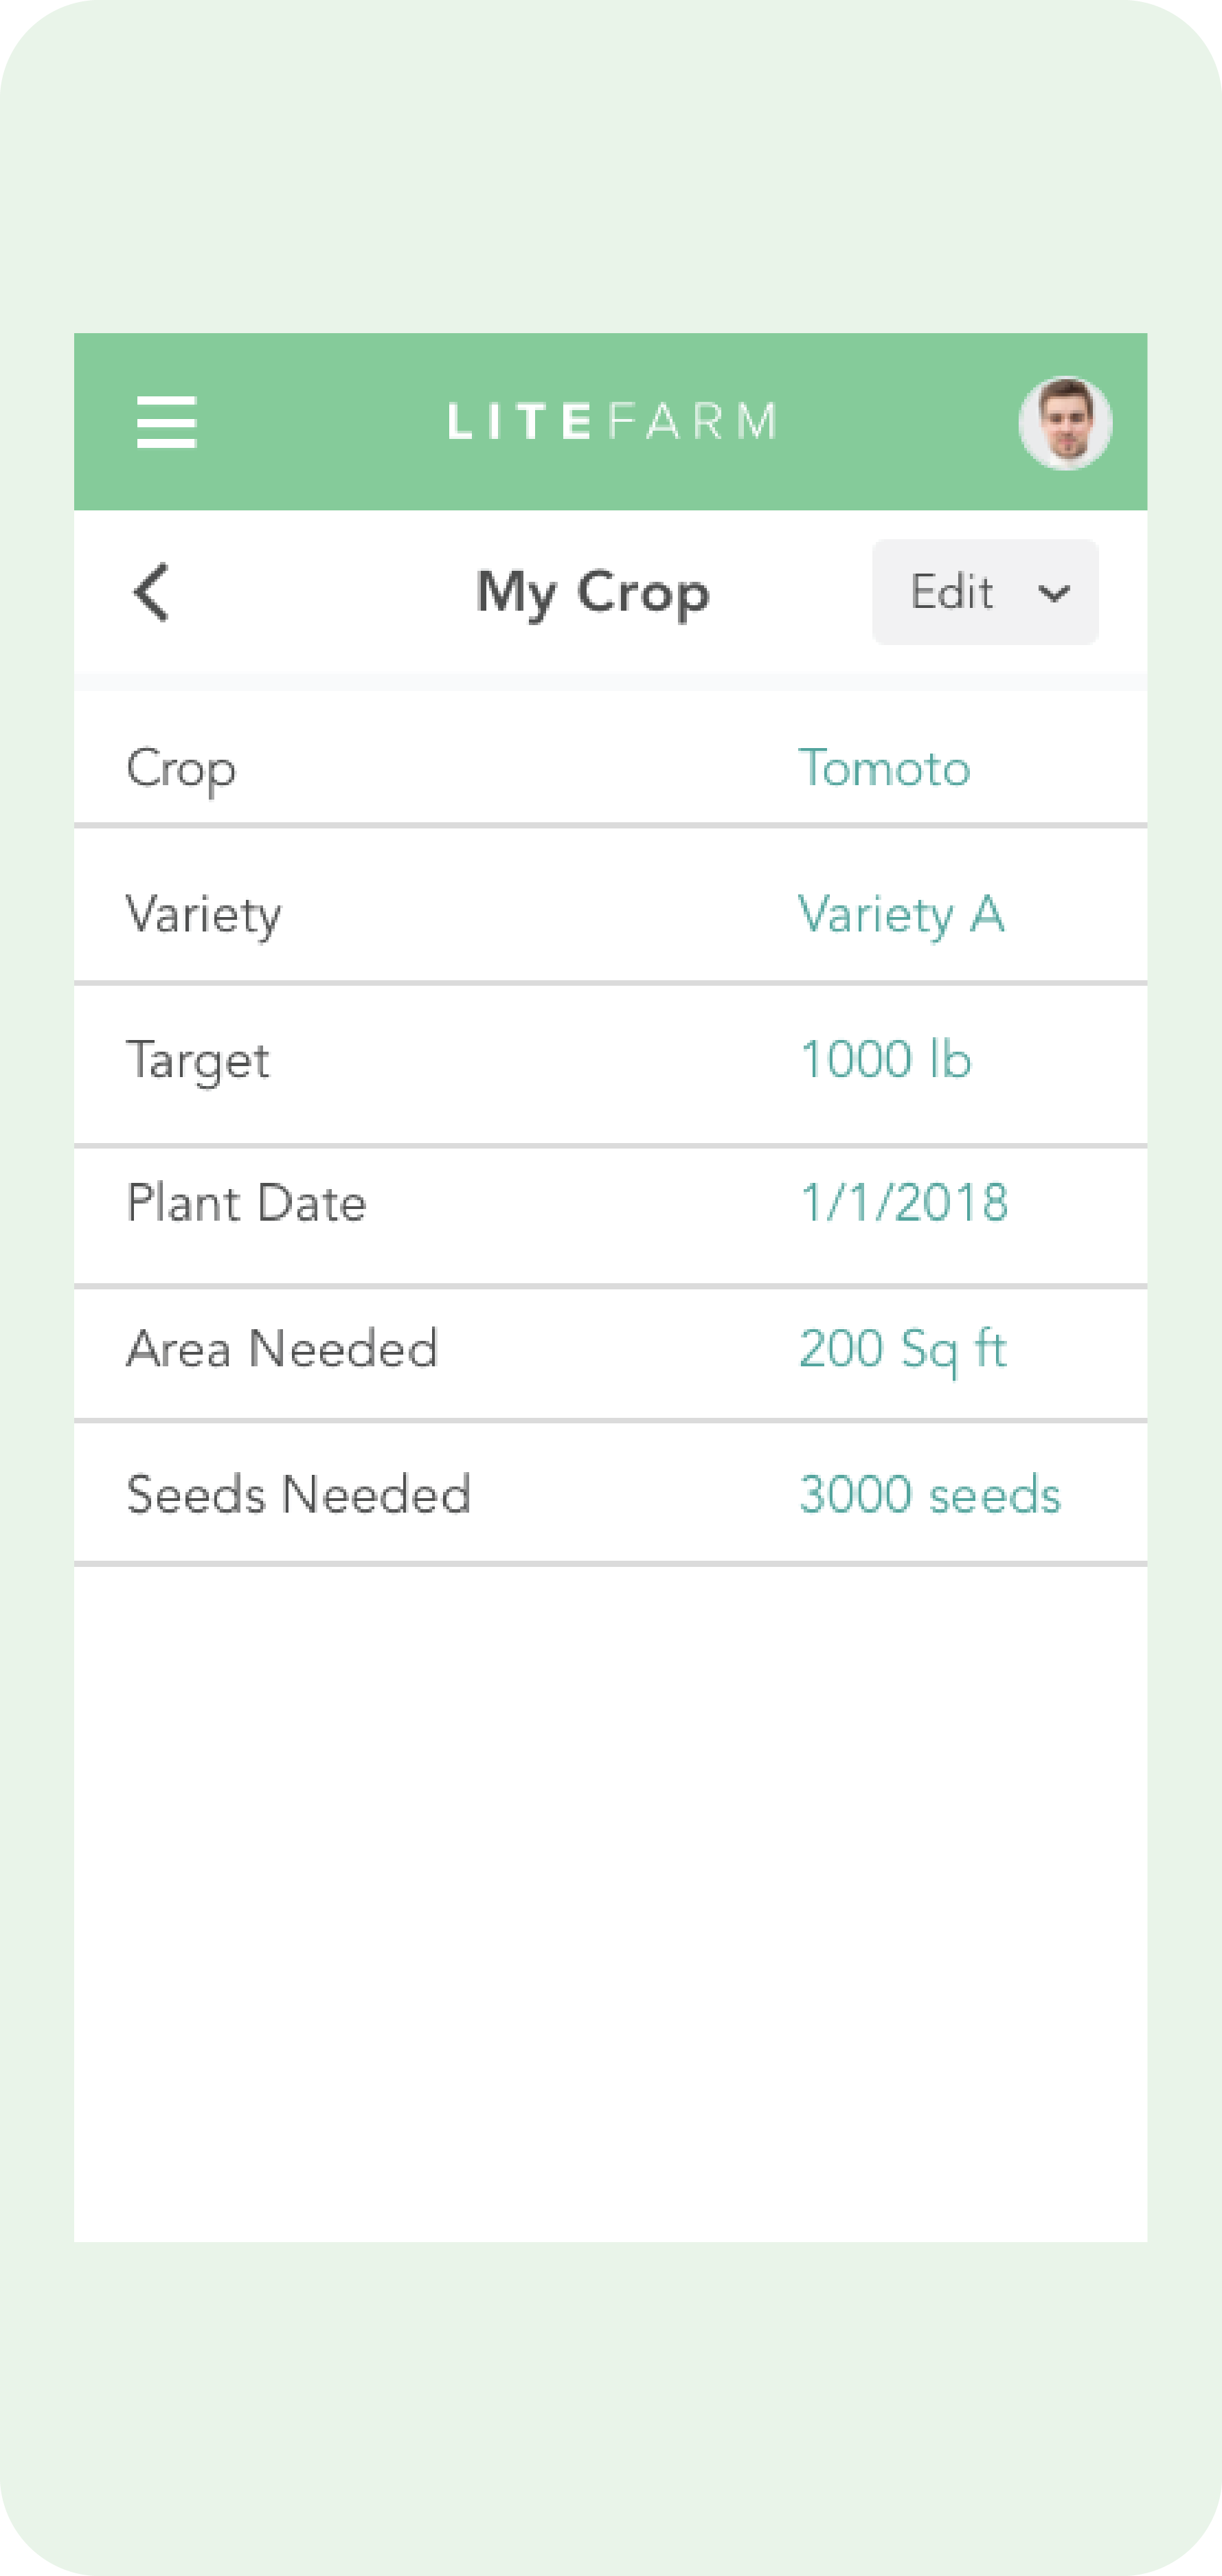 LITEFARM
My Crop
Edit
Crop Tomoto
Variety Variety A
Target 1000 lb
Plant Date 1/1/2018
Area Needed 200 Sq ft
Seeds Needed 3000 seeds